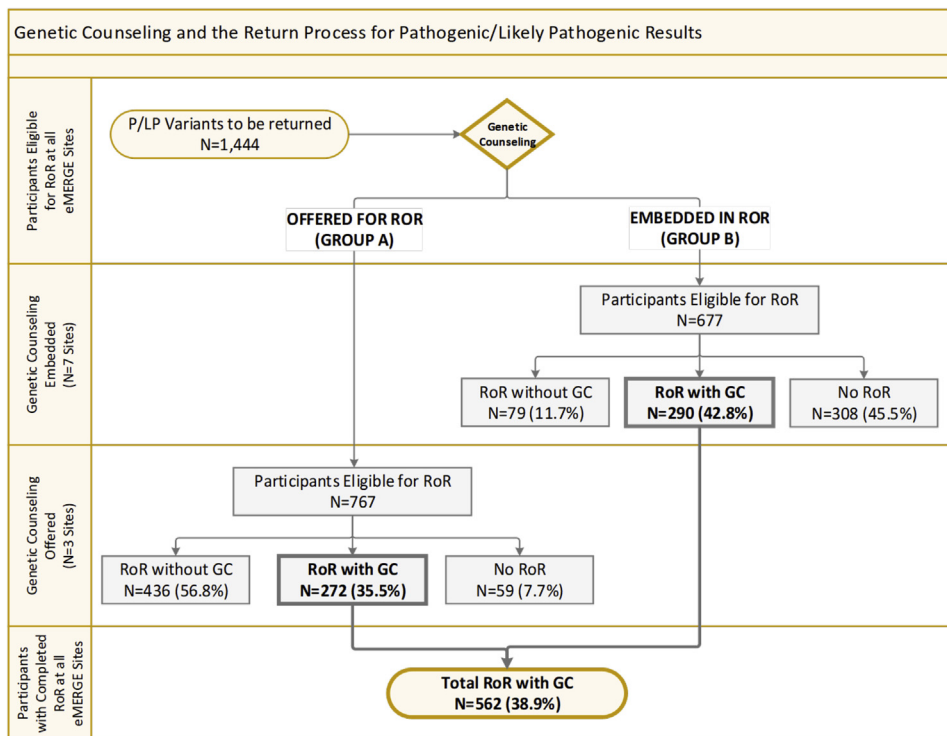 Genetic Counseling and the Return Process for Pathogenic/Likely Pathogenic Results
Participants Eligible
for RoR at all
eMERGE Sites
P/LP Variants to be returned
N=1,444
Genetic
Counseling
OFFERED FOR ROR
(GROUP A)
EMBEDDED IN ROR
(GROUP B)
Genetic Counseling
Embedded
(N=7 Sites)
Participants Eligible for RoR
N=677
RoR without GC
N=79 (11.7%)
RoR with GC
N=290 (42.8%)
No RoR
N=308 (45.5%)
Genetic Counseling
Offered
(N=3 Sites)
Participants Eligible for RoR
N=767
RoR without GC
N=436 (56.8%)
RoR with GC
N=272 (35.5%)
No RoR
N=59 (7.7%)
Participants
with Completed
RoR at all
eMERGE Sites
Total RoR with GC
N=562 (38.9%)